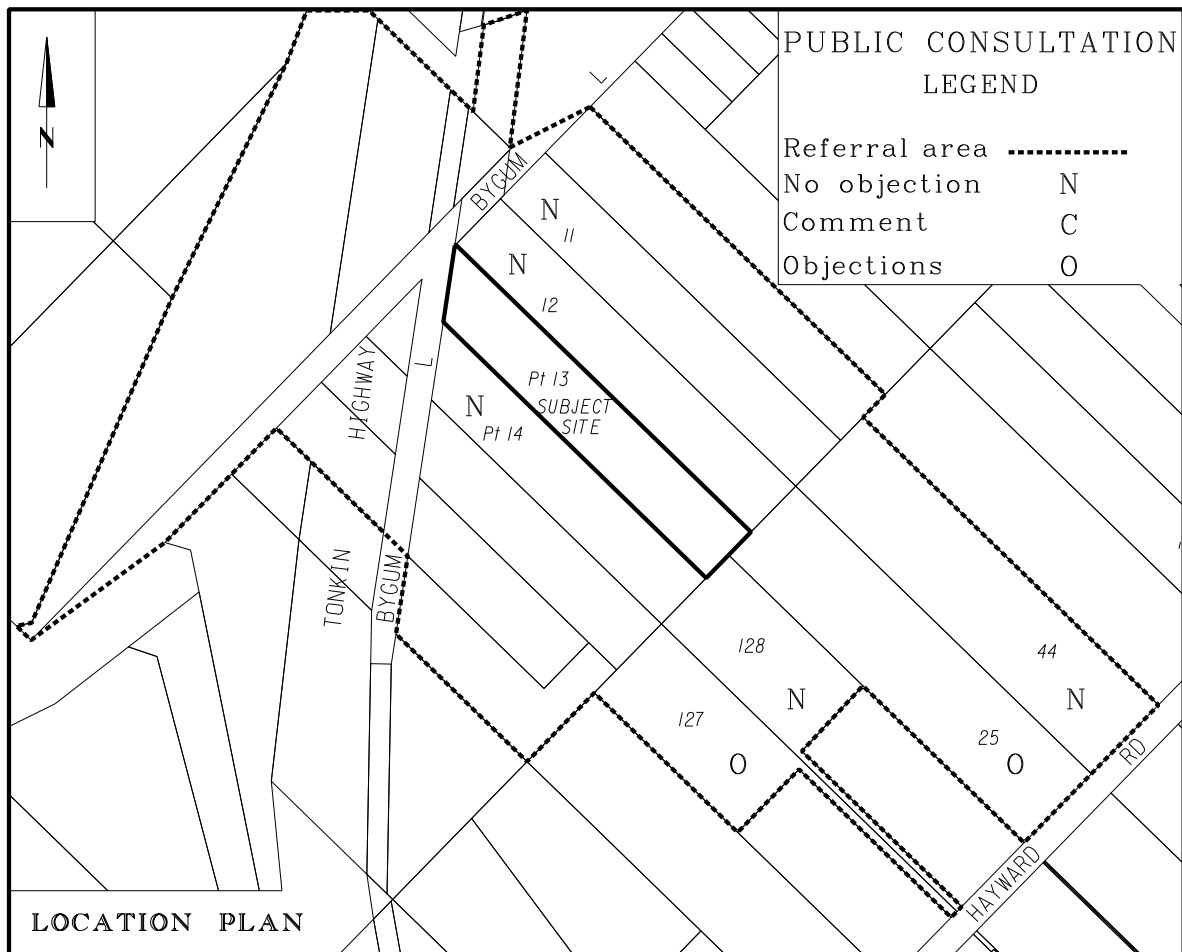 PUBLIC CONSULTATION
LEGEND
Referral area
No objection N
Comment C
Objections O
N
BYGUM L
N
11
N
12
Pt 13
SUBJECT
SITE
N
Pt 14
HIGHWAY
L
TONKIN
BYGUM
128
N
127
O
44
N
25
O
HAYWARD RD
LOCATION PLAN